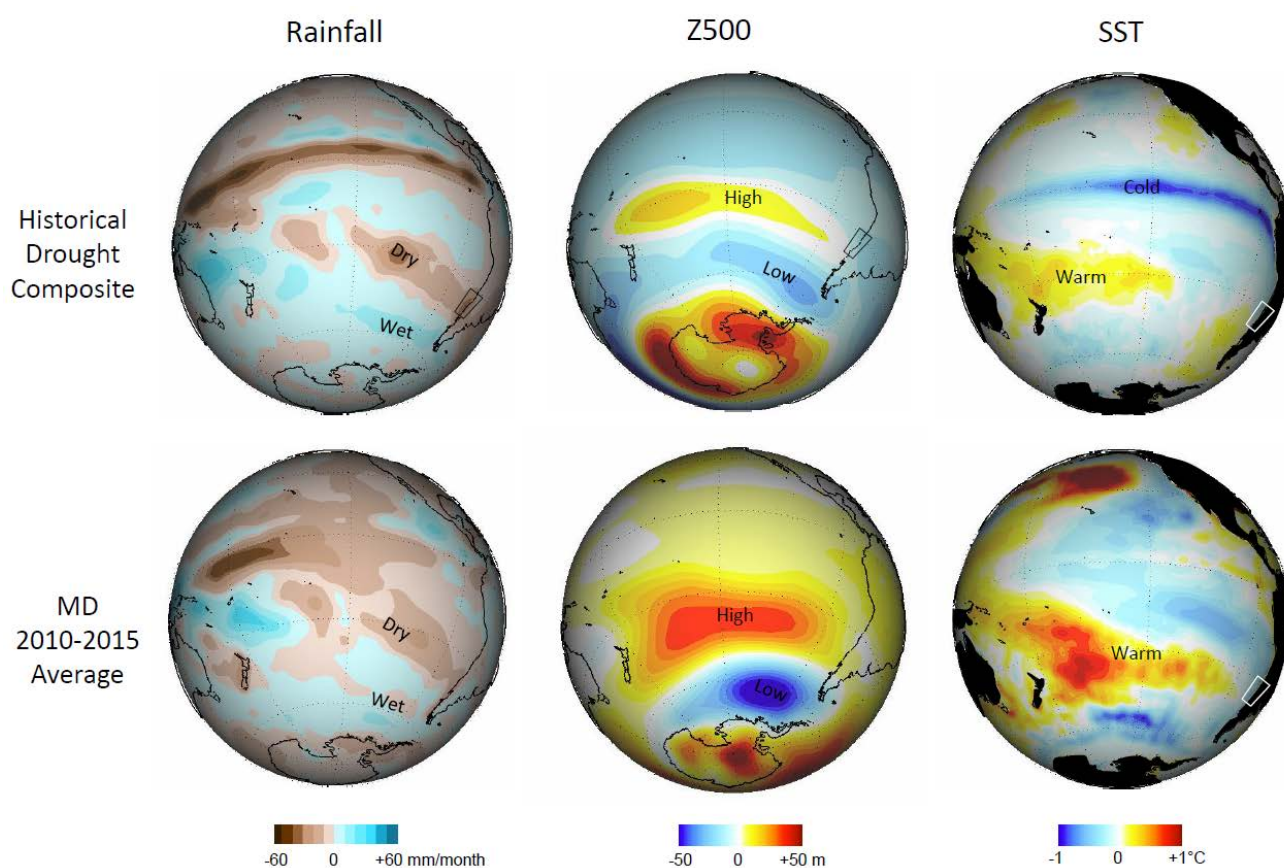 Rainfall
Z500
SST
Historical
Drought
Composite
Dry
Wet
High
Low
Cold
Warm
MD
2010-2015
Average
Dry
Wet
High
Low
Warm
-60 0 +60 mm/month
-50 0 +50 m
-1 0 +1°C